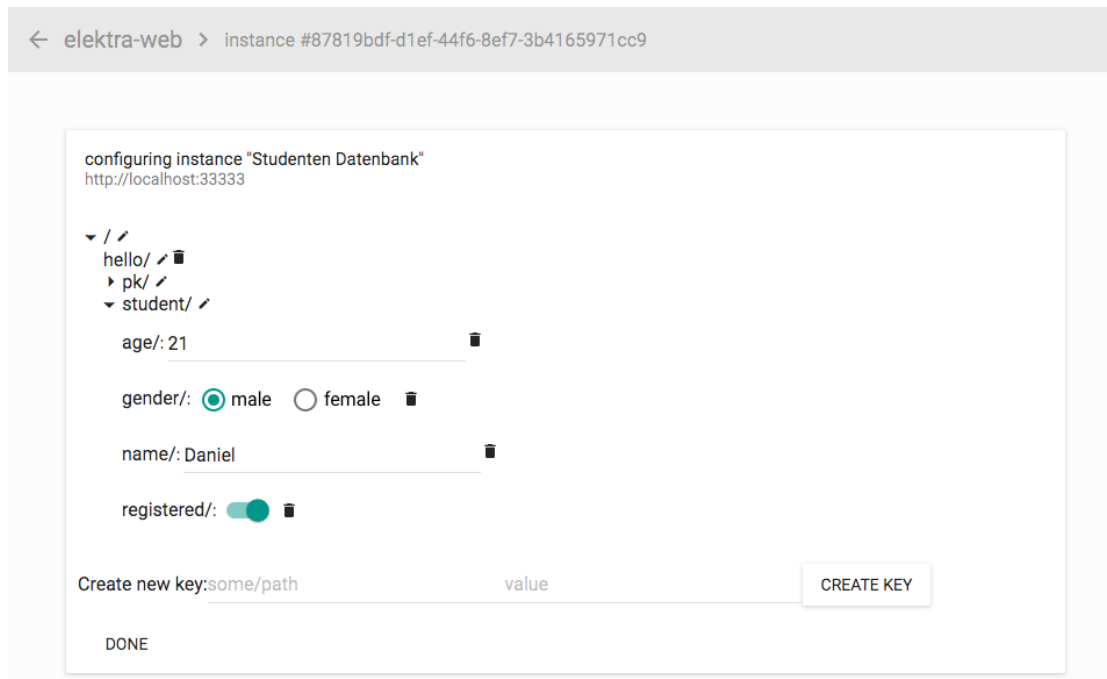 elektra-web > instance #87819bdf-d1ef-44f6-8ef7-3b4165971cc9
configuring instance "Studenten Datenbank"
http://localhost:33333
/
hello/
pk/
student/
age/: 21
gender/: male female
name/: Daniel
registered/:
Create new key: some/path value CREATE KEY
DONE